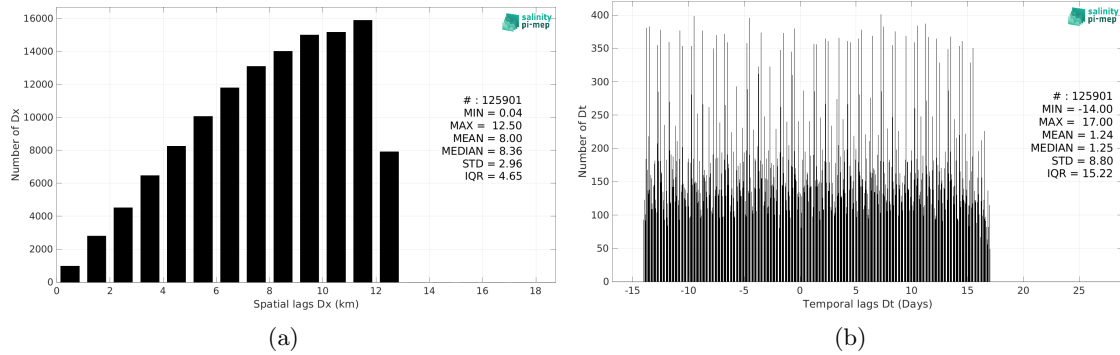 16000
14000
12000
10000
8000
6000
4000
2000
0
Number of Dx
0 2 4 6 8 10 12 14 16 18
Spatial lags Dx (km)
salinity
pi-mep
# : 125901
MIN = 0.04
MAX = 12.50
MEAN = 8.00
MEDIAN = 8.36
STD = 2.96
IQR = 4.65
(a)
400
350
300
250
200
150
100
50
0
Number of Dt
-15 -10 -5 0 5 10 15 20 25
Temporal lags Dt (Days)
salinity
pi-mep
# : 125901
MIN = -14.00
MAX = 17.00
MEAN = 1.24
MEDIAN = 1.25
STD = 8.80
IQR = 15.22
(b)